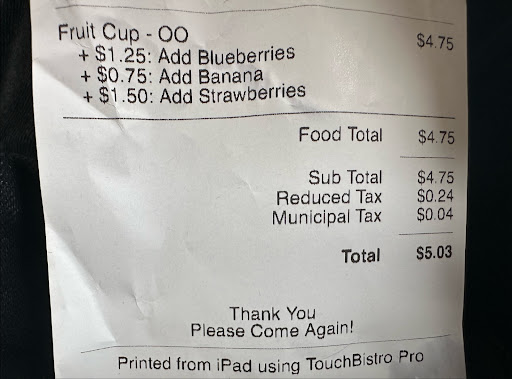 Fruit Cup - OO $4.75
+ $1.25: Add Blueberries
+ $0.75: Add Banana
+ $1.50: Add Strawberries
Food Total $4.75
Sub Total $4.75
Reduced Tax $0.24
Municipal Tax $0.04
Total $5.03
Thank You
Please Come Again!
Printed from iPad using TouchBistro Pro